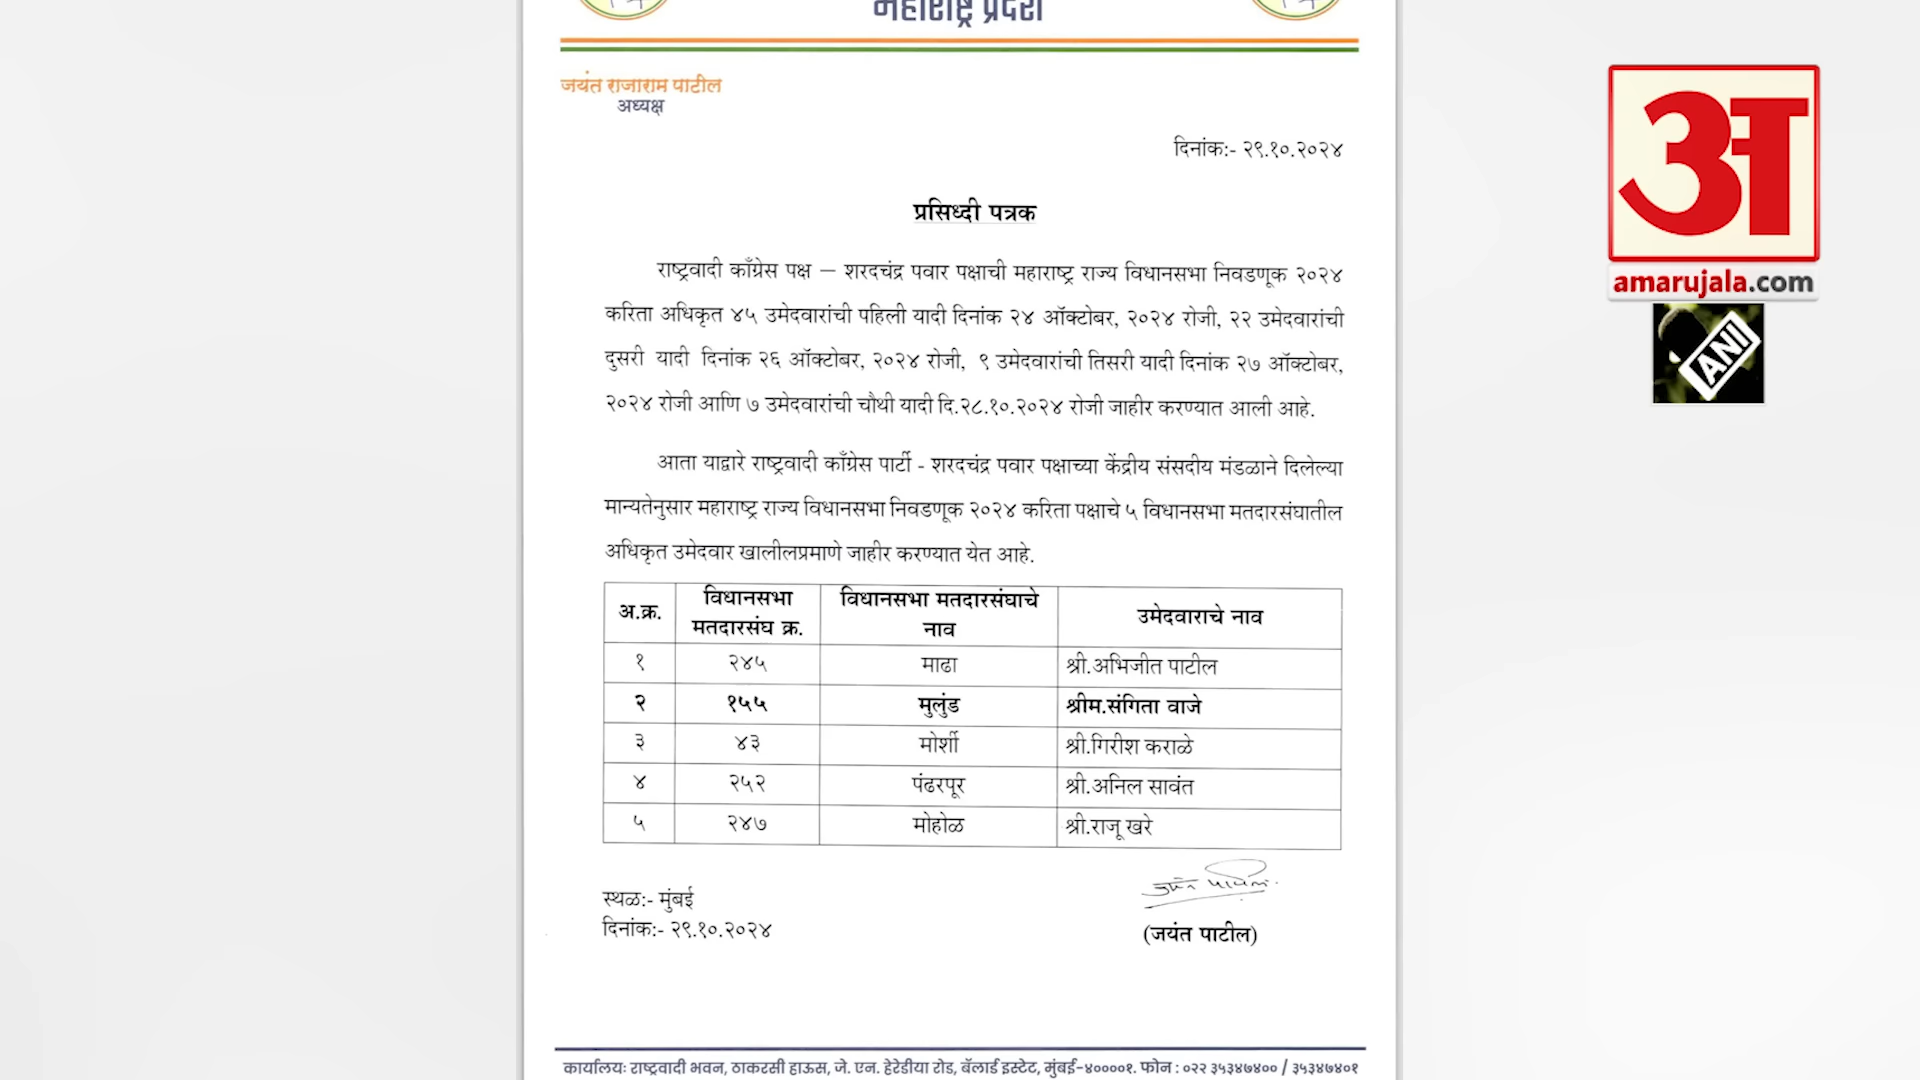 महाराष्ट्र प्रदेश
जयंत राजाराम पाटील
अध्यक्ष
दिनांक:- २९.१०.२०२४
प्रसिध्दी पत्रक
राष्ट्रवादी काँग्रेस पक्ष – शरदचंद्र पवार पक्षाची महाराष्ट्र राज्य विधानसभा निवडणूक २०२४
करिता अधिकृत ४५ उमेदवारांची पहिली यादी दिनांक २४ ऑक्टोबर, २०२४ रोजी, २२ उमेदवारांची
दुसरी यादी दिनांक २६ ऑक्टोबर, २०२४ रोजी, ९ उमेदवारांची तिसरी यादी दिनांक २७ ऑक्टोबर,
२०२४ रोजी आणि ७ उमेदवारांची चौथी यादी दि.२८.१०.२०२४ रोजी जाहीर करण्यात आली आहे.
आता याद्वारे राष्ट्रवादी काँग्रेस पार्टी - शरदचंद्र पवार पक्षाच्या केंद्रीय संसदीय मंडळाने दिलेल्या
मान्यतेनुसार महाराष्ट्र राज्य विधानसभा निवडणूक २०२४ करिता पक्षाचे ५ विधानसभा मतदारसंघातील
अधिकृत उमेदवार खालीलप्रमाणे जाहीर करण्यात येत आहे.
अ.क्र. विधानसभा मतदारसंघ क्र. विधानसभा मतदारसंघाचे नाव उमेदवाराचे नाव
१ २४५ माढा श्री.अभिजीत पाटील
२ १५५ मुलुंड श्रीम.संगिता वाजे
३ ४३ मोर्शी श्री.गिरीश कराळे
४ २५२ पंढरपूर श्री.अनिल सावंत
५ २४७ मोहोळ श्री.राजू खरे
स्थळ:- मुंबई
दिनांक:- २९.१०.२०२४
(जयंत पाटील)
कार्यालयः राष्ट्रवादी भवन, ठाकरसी हाऊस, जे. एन. हेरेडीया रोड, बॅलार्ड इस्टेट, मुंबई-४००००१. फोन : ०२२ ३५३४७४०० / ३५३४७४०१
अ
amarujala.com
ANI